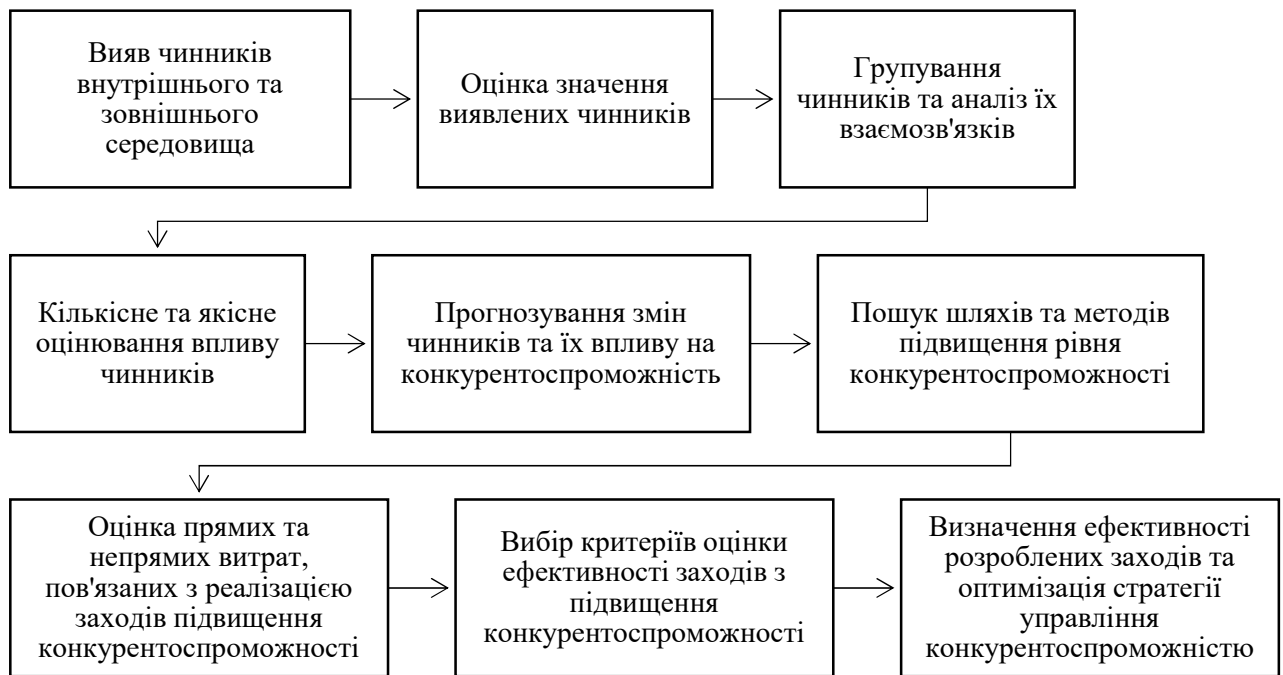 Вияв чинників
внутрішнього та
зовнішнього
середовища
Оцінка значення
виявлених чинників
Групування
чинників та аналіз їх
взаємозв'язків
Кількісне та якісне
оцінювання впливу
чинників
Прогнозування змін
чинників та їх впливу на
конкурентоспроможність
Пошук шляхів та методів
підвищення рівня
конкурентоспроможності
Оцінка прямих та
непрямих витрат,
пов'язаних з реалізацією
заходів підвищення
конкурентоспроможності
Вибір критеріїв оцінки
ефективності заходів з
підвищення
конкурентоспроможності
Визначення ефективності
розроблених заходів та
оптимізація стратегії
управління
конкурентоспроможністю